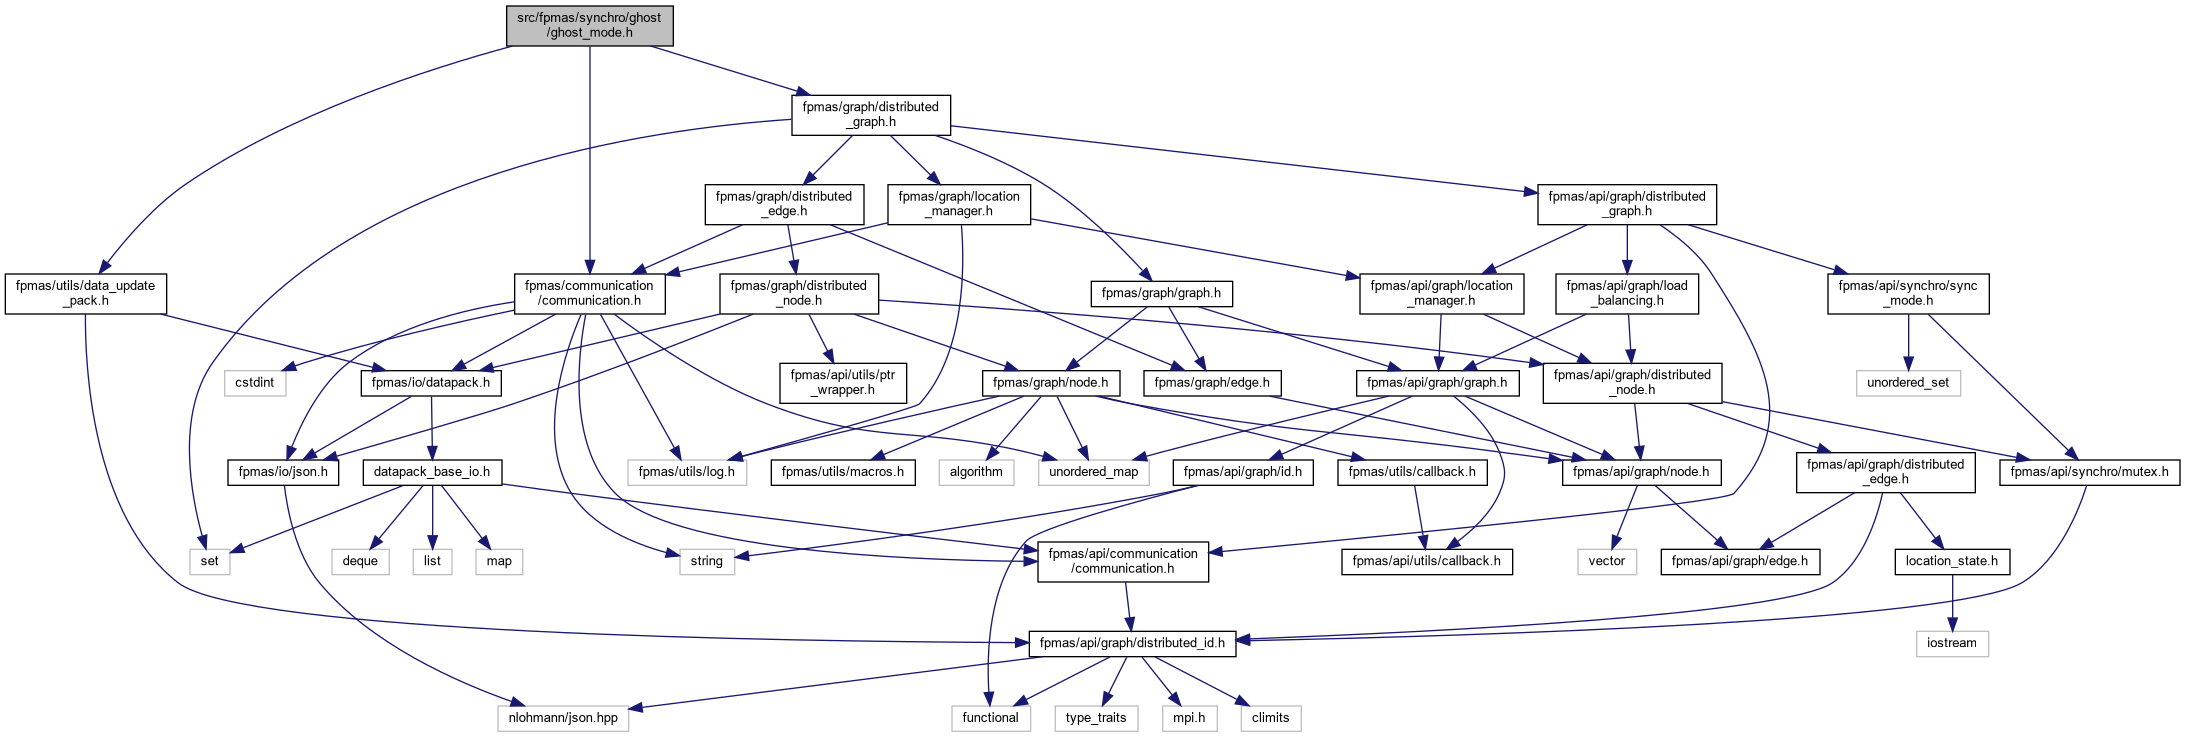 src/fpmas/synchro/ghost
/ghost_mode.h
fpmas/graph/distributed
_graph.h
fpmas/graph/distributed
_edge.h
fpmas/graph/location
_manager.h
fpmas/api/graph/distributed
_graph.h
fpmas/utils/data_update
_pack.h
fpmas/communication
/communication.h
fpmas/graph/distributed
_node.h
fpmas/graph/graph.h
fpmas/api/graph/location
_manager.h
fpmas/api/graph/load
_balancing.h
fpmas/api/synchro/sync
_mode.h
cstdint
fpmas/io/datapack.h
fpmas/api/utils/ptr
_wrapper.h
fpmas/graph/node.h
fpmas/graph/edge.h
fpmas/api/graph/graph.h
fpmas/api/graph/distributed
_node.h
unordered_set
fpmas/io/json.h
datapack_base_io.h
fpmas/utils/log.h
fpmas/utils/macros.h
algorithm
unordered_map
fpmas/api/graph/id.h
fpmas/utils/callback.h
fpmas/api/graph/node.h
fpmas/api/graph/distributed
_edge.h
fpmas/api/synchro/mutex.h
set
deque
list
map
string
fpmas/api/communication
/communication.h
fpmas/api/utils/callback.h
vector
fpmas/api/graph/edge.h
location_state.h
fpmas/api/graph/distributed_id.h
iostream
nlohmann/json.hpp
functional
type_traits
mpi.h
climits